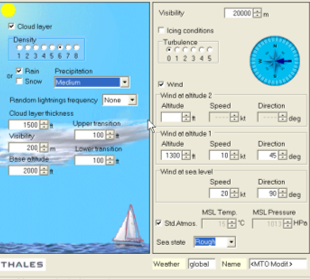 Cloud layer
Density
1 2 3 4 5 6 7 8
or Rain Precipitation
Snow Medium
Random lightnings frequency None
Cloud layer thickness
1500 ft Upper transition
Visibility 100 ft
200 m Lower transition
Base altitude 100 ft
2000 ft
THALES
Visibility 20000 m
Icing conditions
Turbulence
0 1 2 3 4 5
Wind
Wind at altitude 2
Altitude Speed Direction
ft kt deg
Wind at altitude 1
Altitude Speed Direction
1300 ft 10 kt 45 deg
Wind at sea level
Speed Direction
20 kt 90 deg
MSL Temp. MSL Pressure
Std.Atmos. 15 °C 1013 HPa
Sea state Rough
Weather global Name <MTO Modif.>